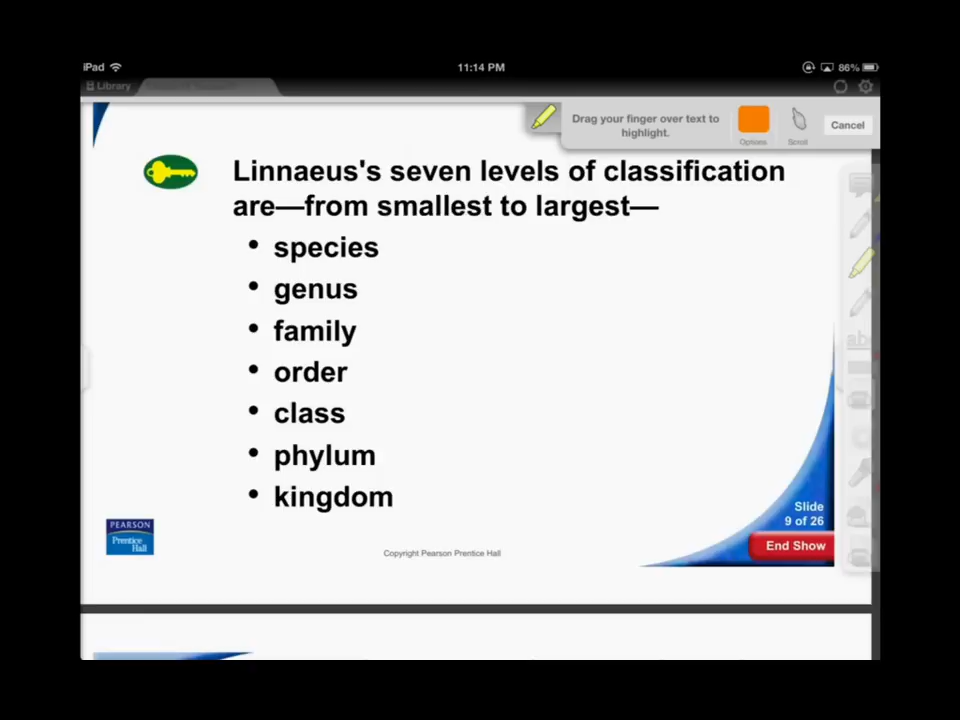 iPad
11:14 PM
86%
Library
Drag your finger over text to
highlight.
Options
Scroll
Cancel
Linnaeus's seven levels of classification
are—from smallest to largest—
• species
• genus
• family
• order
• class
• phylum
• kingdom
PEARSON
Prentice
Hall
Copyright Pearson Prentice Hall
Slide
9 of 26
End Show
abc